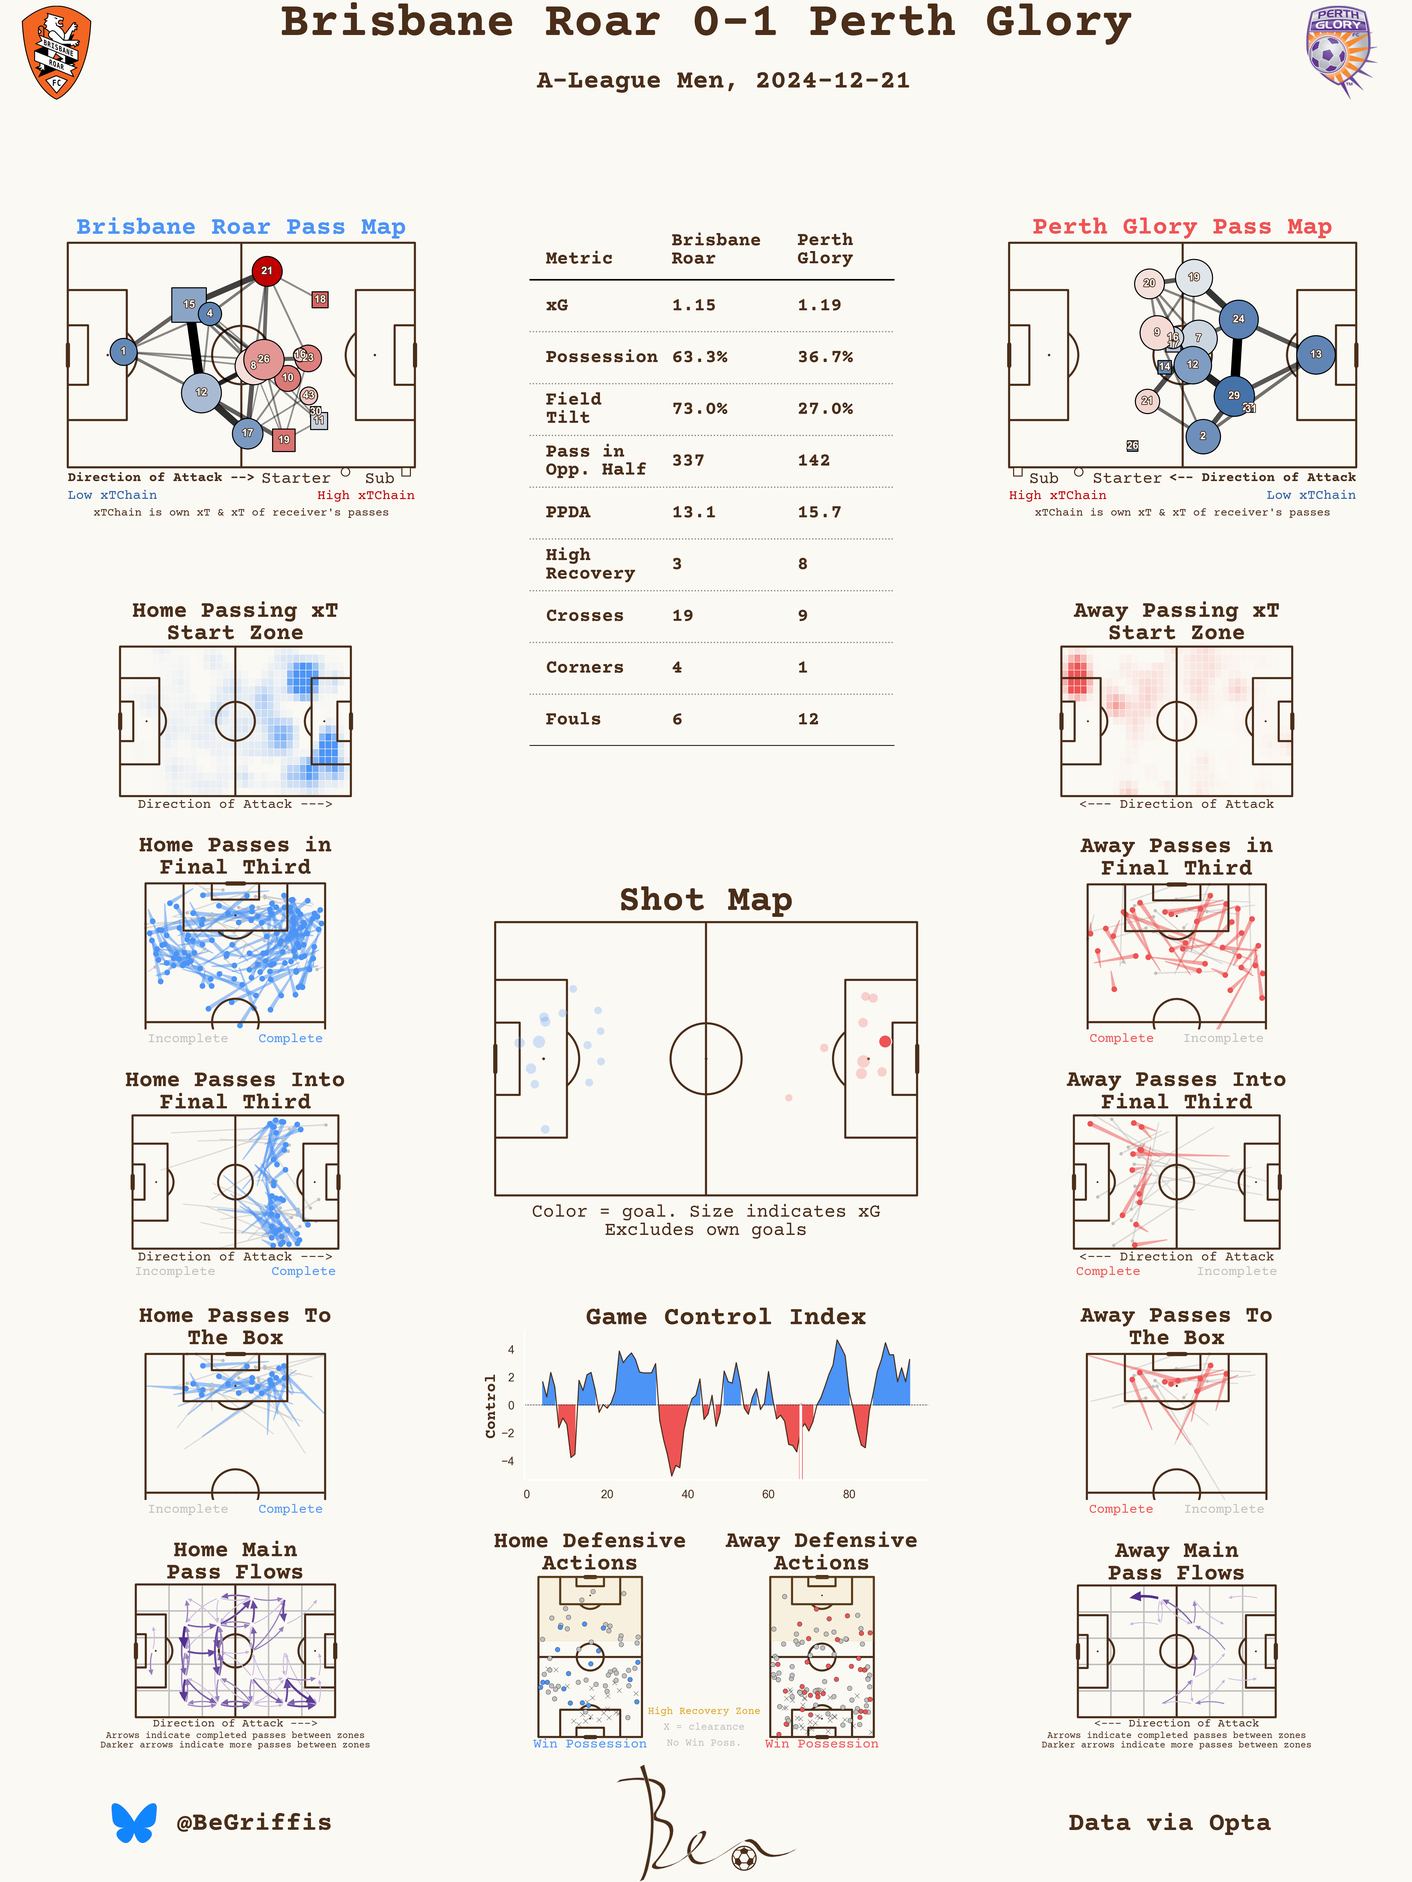 Brisbane Roar 0-1 Perth Glory
A-League Men, 2024-12-21
BRISBANE
ROAR
FC
PERTH
GLORY
FC
TM
Brisbane Roar Pass Map
21
15
4
18
1
26
8
16
23
10
12
43
30
11
17
19
Direction of Attack --> Starter Sub
Low xTChain High xTChain
xTChain is own xT & xT of receiver's passes
Metric Brisbane Roar Perth Glory
xG 1.15 1.19
Possession 63.3% 36.7%
Field Tilt 73.0% 27.0%
Pass in Opp. Half 337 142
PPDA 13.1 15.7
High Recovery 3 8
Crosses 19 9
Corners 4 1
Fouls 6 12
Perth Glory Pass Map
20
19
24
9
16
7
13
14
12
21
29
31
2
26
Sub Starter <-- Direction of Attack
High xTChain Low xTChain
xTChain is own xT & xT of receiver's passes
Home Passing xT
Start Zone
Direction of Attack --->
Away Passing xT
Start Zone
<--- Direction of Attack
Home Passes in
Final Third
Incomplete Complete
Away Passes in
Final Third
Complete Incomplete
Shot Map
Color = goal. Size indicates xG
Excludes own goals
Home Passes Into
Final Third
Direction of Attack --->
Incomplete Complete
Away Passes Into
Final Third
<--- Direction of Attack
Complete Incomplete
Home Passes To
The Box
Incomplete Complete
Game Control Index
Control
4
2
0
−2
−4
0 20 40 60 80
Away Passes To
The Box
Complete Incomplete
Home Main
Pass Flows
Direction of Attack --->
Arrows indicate completed passes between zones
Darker arrows indicate more passes between zones
Home Defensive
Actions
Win Possession
High Recovery Zone
X = clearance
No Win Poss.
Away Defensive
Actions
Win Possession
Away Main
Pass Flows
<--- Direction of Attack
Arrows indicate completed passes between zones
Darker arrows indicate more passes between zones
@BeGriffis
Ben
Data via Opta